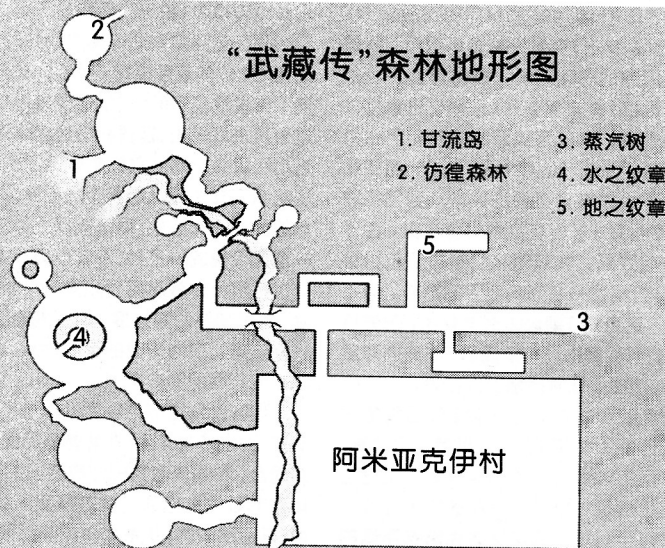 “武藏传”森林地形图
1. 甘流岛
2. 彷徨森林
3. 蒸汽树
4. 水之纹章
5. 地之纹章
2
1
5
3
4
阿米亚克伊村